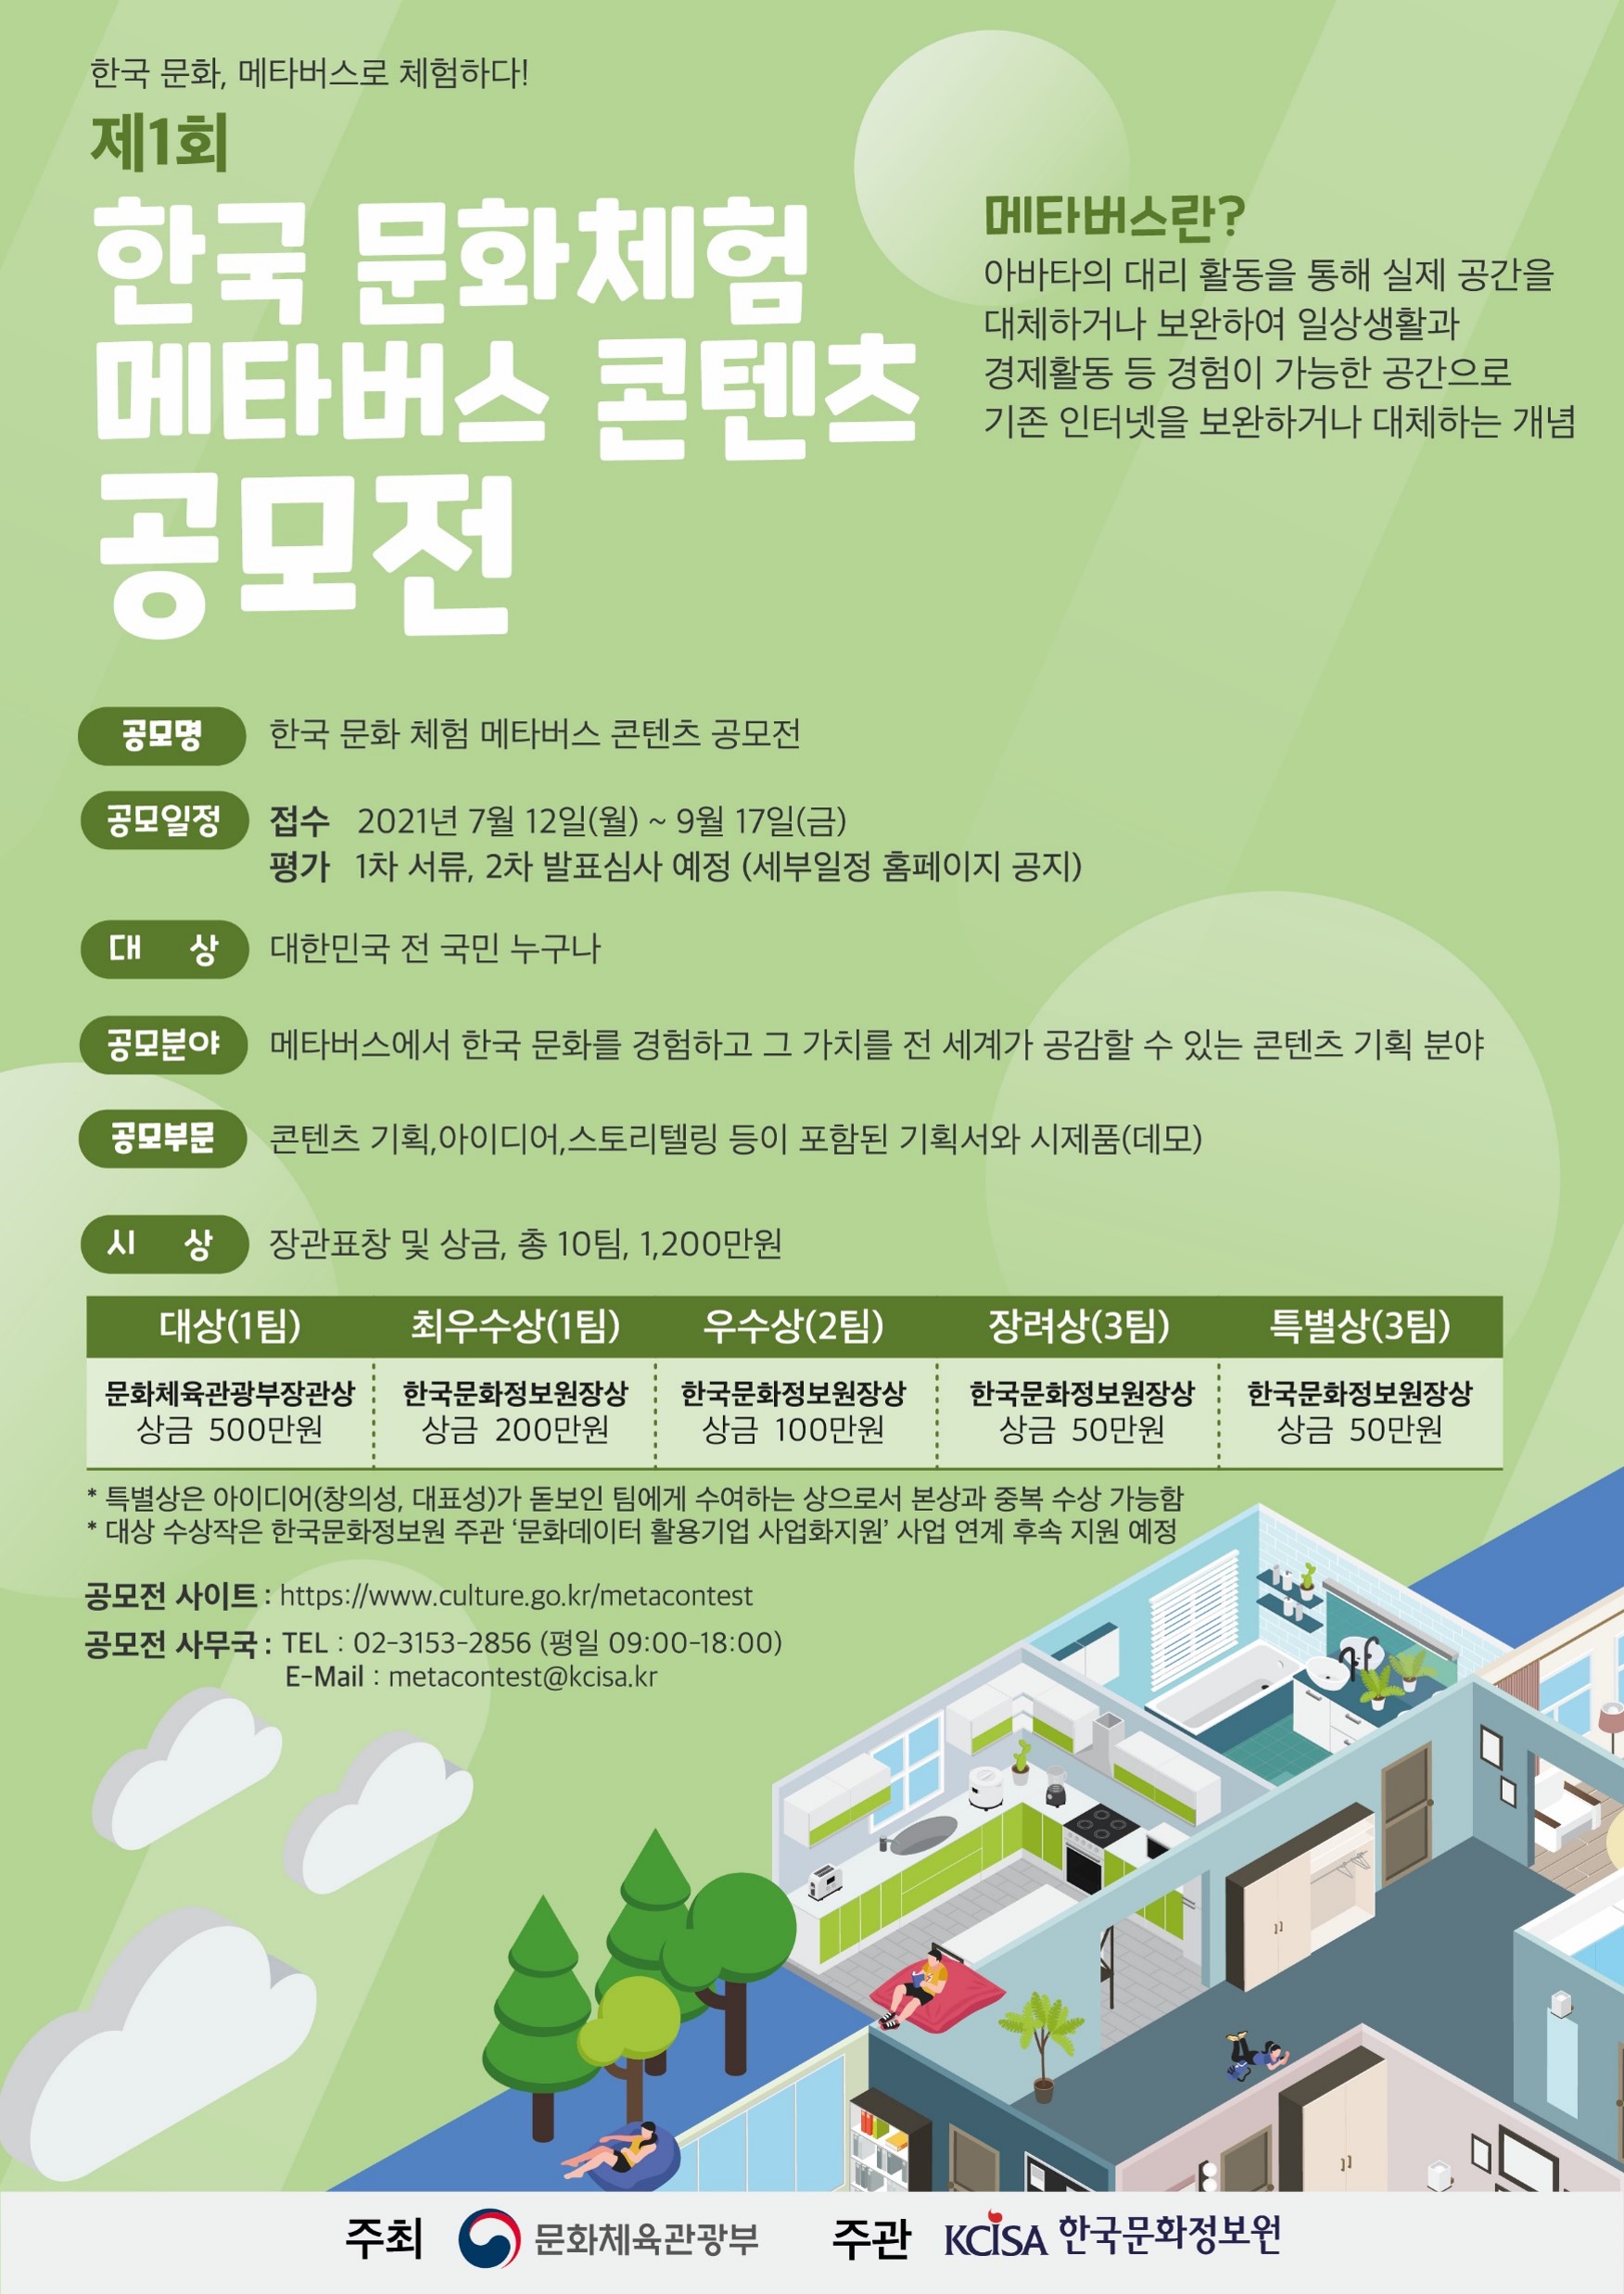 한국 문화, 메타버스로 체험하다!
제1회
한국 문화체험
메타버스 콘텐츠
공모전
메타버스란?
아바타의 대리 활동을 통해 실제 공간을
대체하거나 보완하여 일상생활과
경제활동 등 경험이 가능한 공간으로
기존 인터넷을 보완하거나 대체하는 개념
공모명 한국 문화 체험 메타버스 콘텐츠 공모전
공모일정 접수 2021년 7월 12일(월) ~ 9월 17일(금)
평가 1차 서류, 2차 발표심사 예정 (세부일정 홈페이지 공지)
대 상 대한민국 전 국민 누구나
공모분야 메타버스에서 한국 문화를 경험하고 그 가치를 전 세계가 공감할 수 있는 콘텐츠 기획 분야
공모부문 콘텐츠 기획,아이디어,스토리텔링 등이 포함된 기획서와 시제품(데모)
시 상 장관표창 및 상금, 총 10팀, 1,200만원
대상(1팀) 최우수상(1팀) 우수상(2팀) 장려상(3팀) 특별상(3팀)
문화체육관광부장관상 한국문화정보원장상 한국문화정보원장상 한국문화정보원장상 한국문화정보원장상
상금 500만원 상금 200만원 상금 100만원 상금 50만원 상금 50만원
* 특별상은 아이디어(창의성, 대표성)가 돋보인 팀에게 수여하는 상으로서 본상과 중복 수상 가능함
* 대상 수상작은 한국문화정보원 주관 ‘문화데이터 활용기업 사업화지원’ 사업 연계 후속 지원 예정
공모전 사이트 : https://www.culture.go.kr/metacontest
공모전 사무국 : TEL : 02-3153-2856 (평일 09:00-18:00)
E-Mail : metacontest@kcisa.kr
주최 문화체육관광부 주관 KCISA 한국문화정보원